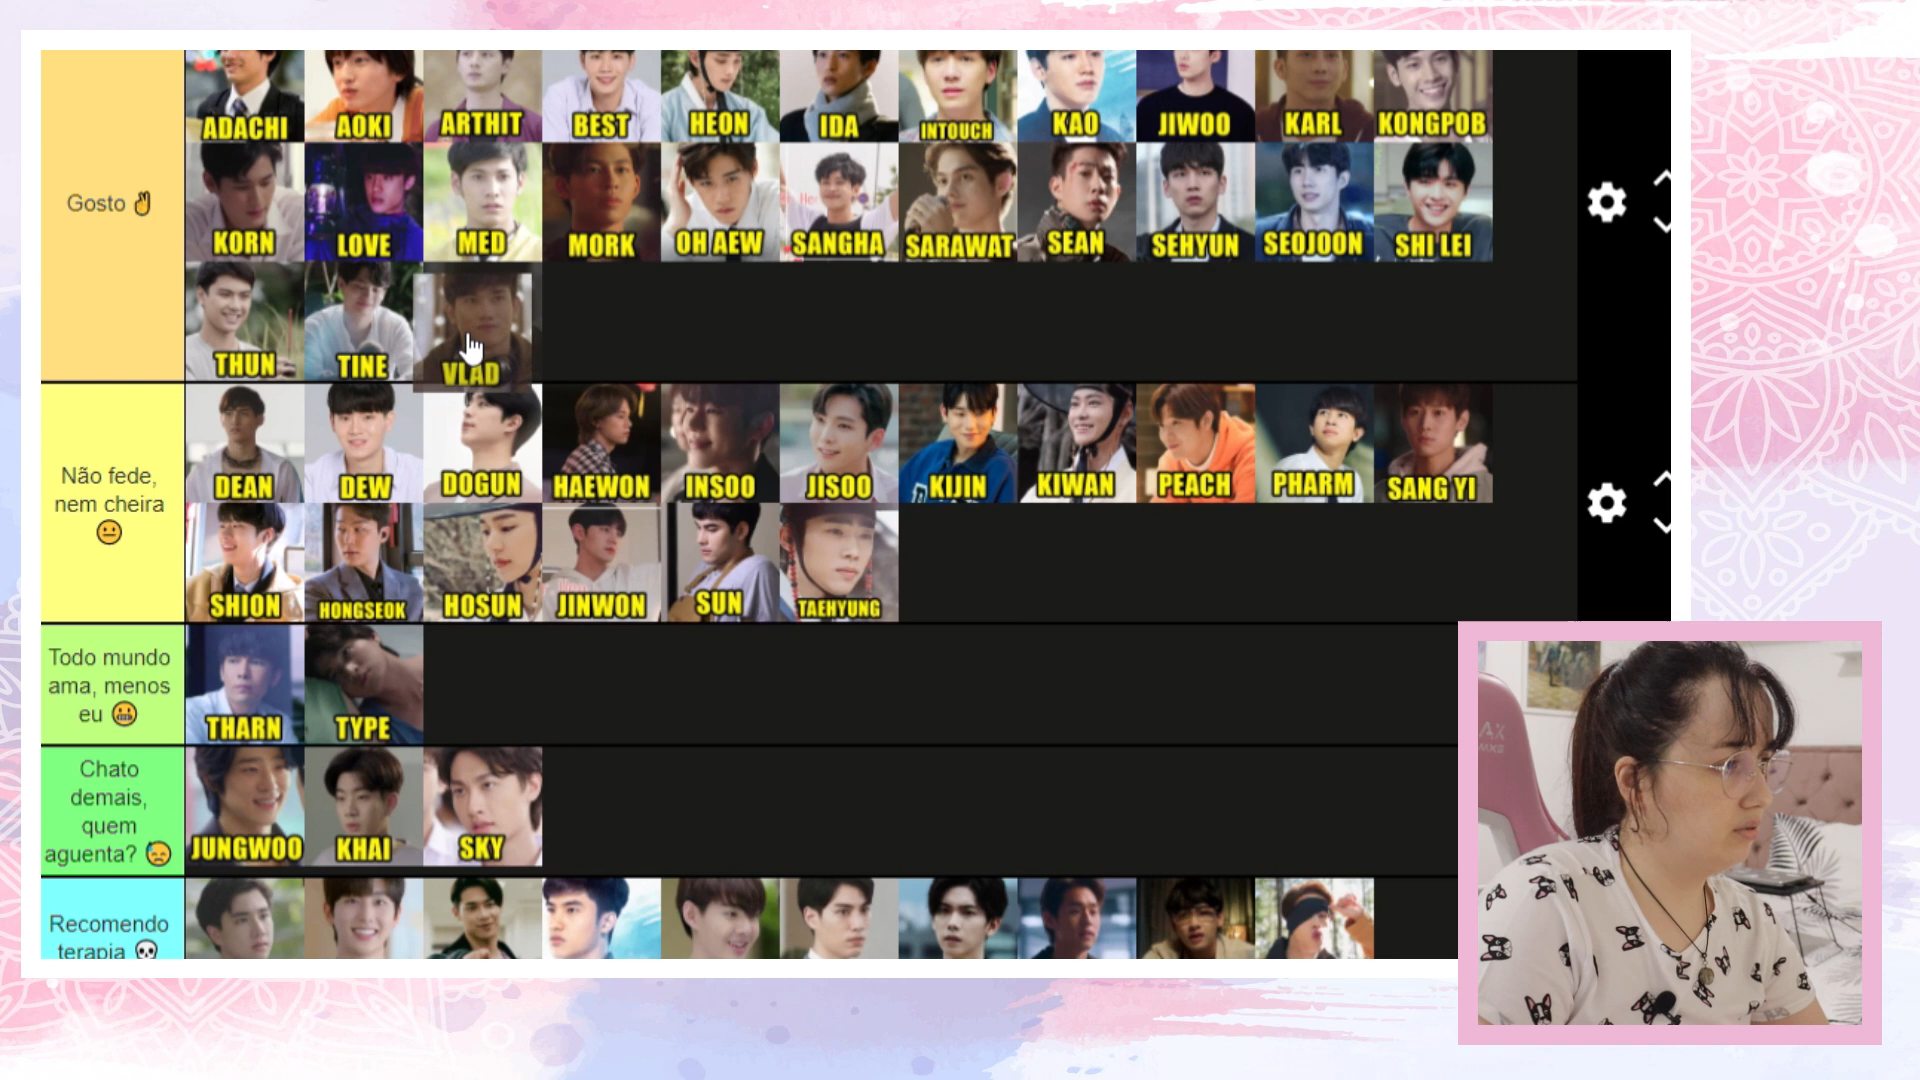 ADACHI AOKI ARTHIT BEST HEON IDA INTOUCH KAO JIWOO KARL KONGPOB
Gosto ✌
KORN LOVE MED MORK OH AEW SANGHA SARAWAT SEAN SEHYUN SEOJOON SHI LEI
THUN TINE VLAD
DEAN DEW DOGUN HAEWON INSOO JISOO KIJIN KIWAN PEACH PHARM SANG YI
Não fede,
nem cheira
😐
SHION HONGSEOK HOSUN JINWON SUN TAEHYUNG
Todo mundo
ama, menos
eu 😬
THARN TYPE
Chato
demais,
quem
aguenta? 😓
JUNGWOO KHAI SKY
Recomendo
terapia 💀